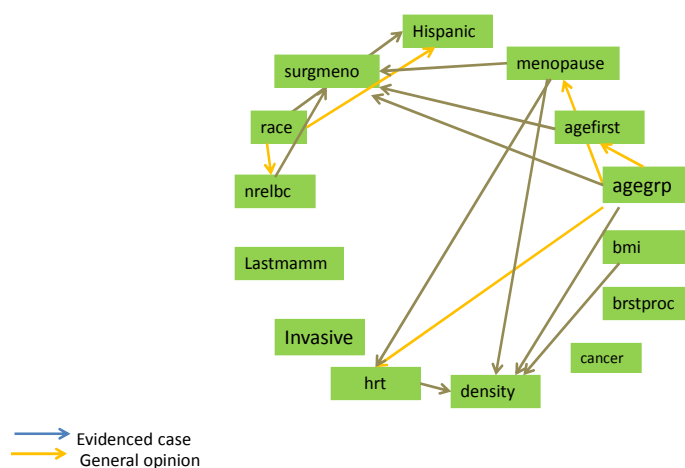 Hispanic
surgmeno
menopause
race
agefirst
nrelbc
agegrp
Lastmamm
bmi
brstproc
Invasive
cancer
hrt
density
Evidenced case
General opinion